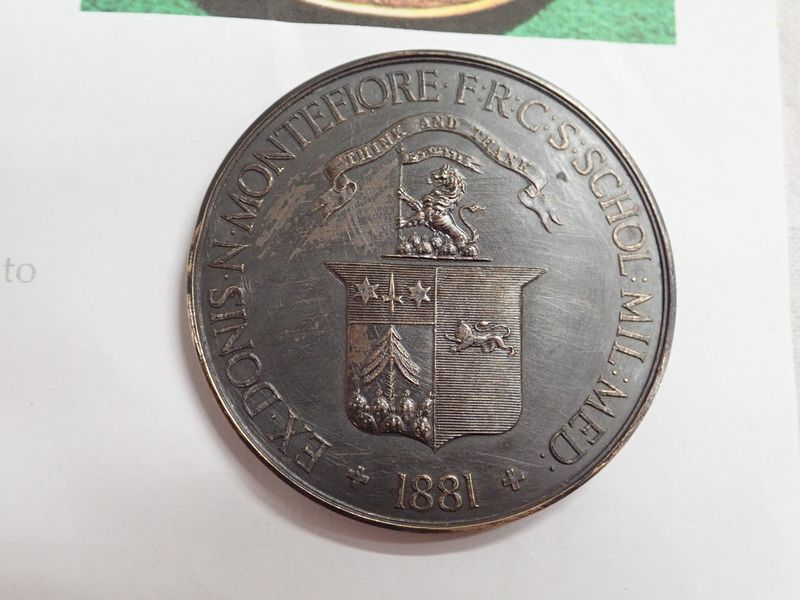 EX·DONIS·N·MONTEFIORE·F:R:C:S:SCHOL:MIL:MED.
THINK AND THANK
1881
to